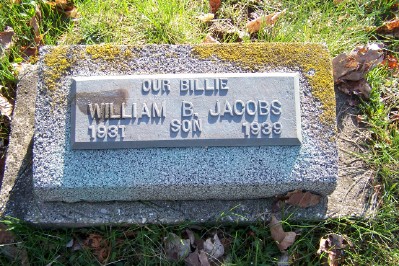 OUR BILLIE
WILLIAM B. JACOBS
1931 SON 1939